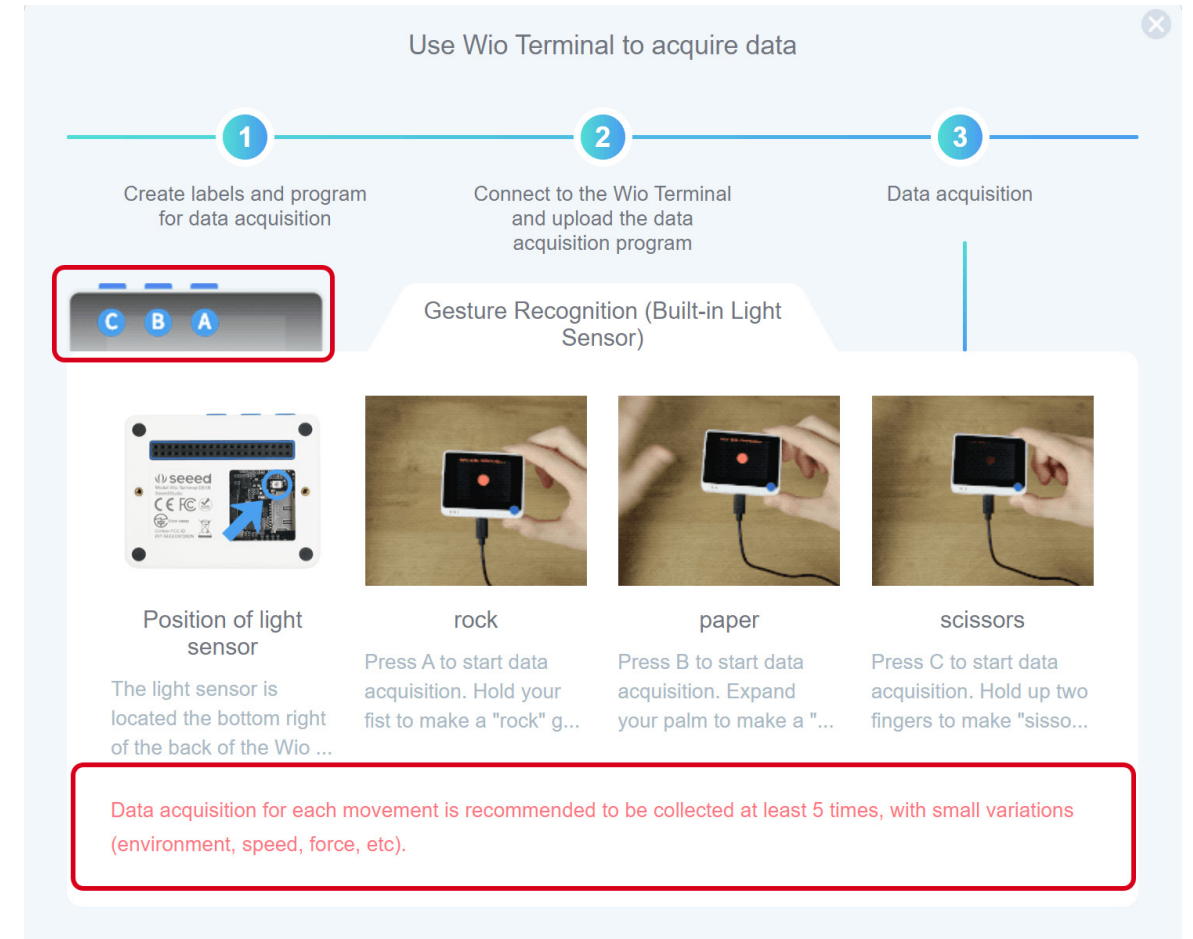 Use Wio Terminal to acquire data
1
2
3
Create labels and program
for data acquisition
Connect to the Wio Terminal
and upload the data
acquisition program
Data acquisition
C B A
Gesture Recognition (Built-in Light
Sensor)
seeed
Position of light
sensor
The light sensor is
located the bottom right
of the back of the Wio ...
rock
Press A to start data
acquisition. Hold your
fist to make a "rock" g...
paper
Press B to start data
acquisition. Expand
your palm to make a "...
scissors
Press C to start data
acquisition. Hold up two
fingers to make "sisso...
Data acquisition for each movement is recommended to be collected at least 5 times, with small variations
(environment, speed, force, etc).